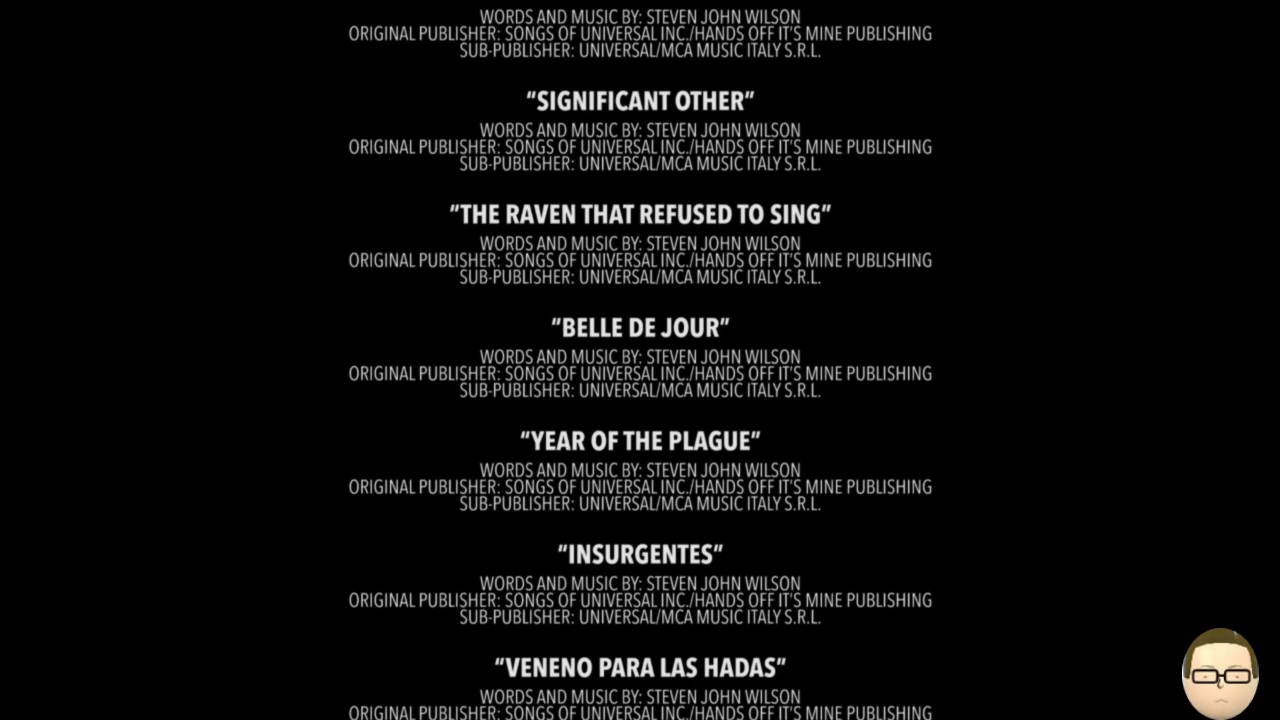 WORDS AND MUSIC BY: STEVEN JOHN WILSON
ORIGINAL PUBLISHER: SONGS OF UNIVERSAL INC./HANDS OFF IT'S MINE PUBLISHING
SUB-PUBLISHER: UNIVERSAL/MCA MUSIC ITALY S.R.L.
“SIGNIFICANT OTHER”
WORDS AND MUSIC BY: STEVEN JOHN WILSON
ORIGINAL PUBLISHER: SONGS OF UNIVERSAL INC./HANDS OFF IT'S MINE PUBLISHING
SUB-PUBLISHER: UNIVERSAL/MCA MUSIC ITALY S.R.L.
“THE RAVEN THAT REFUSED TO SING”
WORDS AND MUSIC BY: STEVEN JOHN WILSON
ORIGINAL PUBLISHER: SONGS OF UNIVERSAL INC./HANDS OFF IT'S MINE PUBLISHING
SUB-PUBLISHER: UNIVERSAL/MCA MUSIC ITALY S.R.L.
“BELLE DE JOUR”
WORDS AND MUSIC BY: STEVEN JOHN WILSON
ORIGINAL PUBLISHER: SONGS OF UNIVERSAL INC./HANDS OFF IT'S MINE PUBLISHING
SUB-PUBLISHER: UNIVERSAL/MCA MUSIC ITALY S.R.L.
“YEAR OF THE PLAGUE”
WORDS AND MUSIC BY: STEVEN JOHN WILSON
ORIGINAL PUBLISHER: SONGS OF UNIVERSAL INC./HANDS OFF IT'S MINE PUBLISHING
SUB-PUBLISHER: UNIVERSAL/MCA MUSIC ITALY S.R.L.
“INSURGENTES”
WORDS AND MUSIC BY: STEVEN JOHN WILSON
ORIGINAL PUBLISHER: SONGS OF UNIVERSAL INC./HANDS OFF IT'S MINE PUBLISHING
SUB-PUBLISHER: UNIVERSAL/MCA MUSIC ITALY S.R.L.
“VENENO PARA LAS HADAS”
WORDS AND MUSIC BY: STEVEN JOHN WILSON
ORIGINAL PUBLISHER: SONGS OF UNIVERSAL INC./HANDS OFF IT'S MINE PUBLISHING